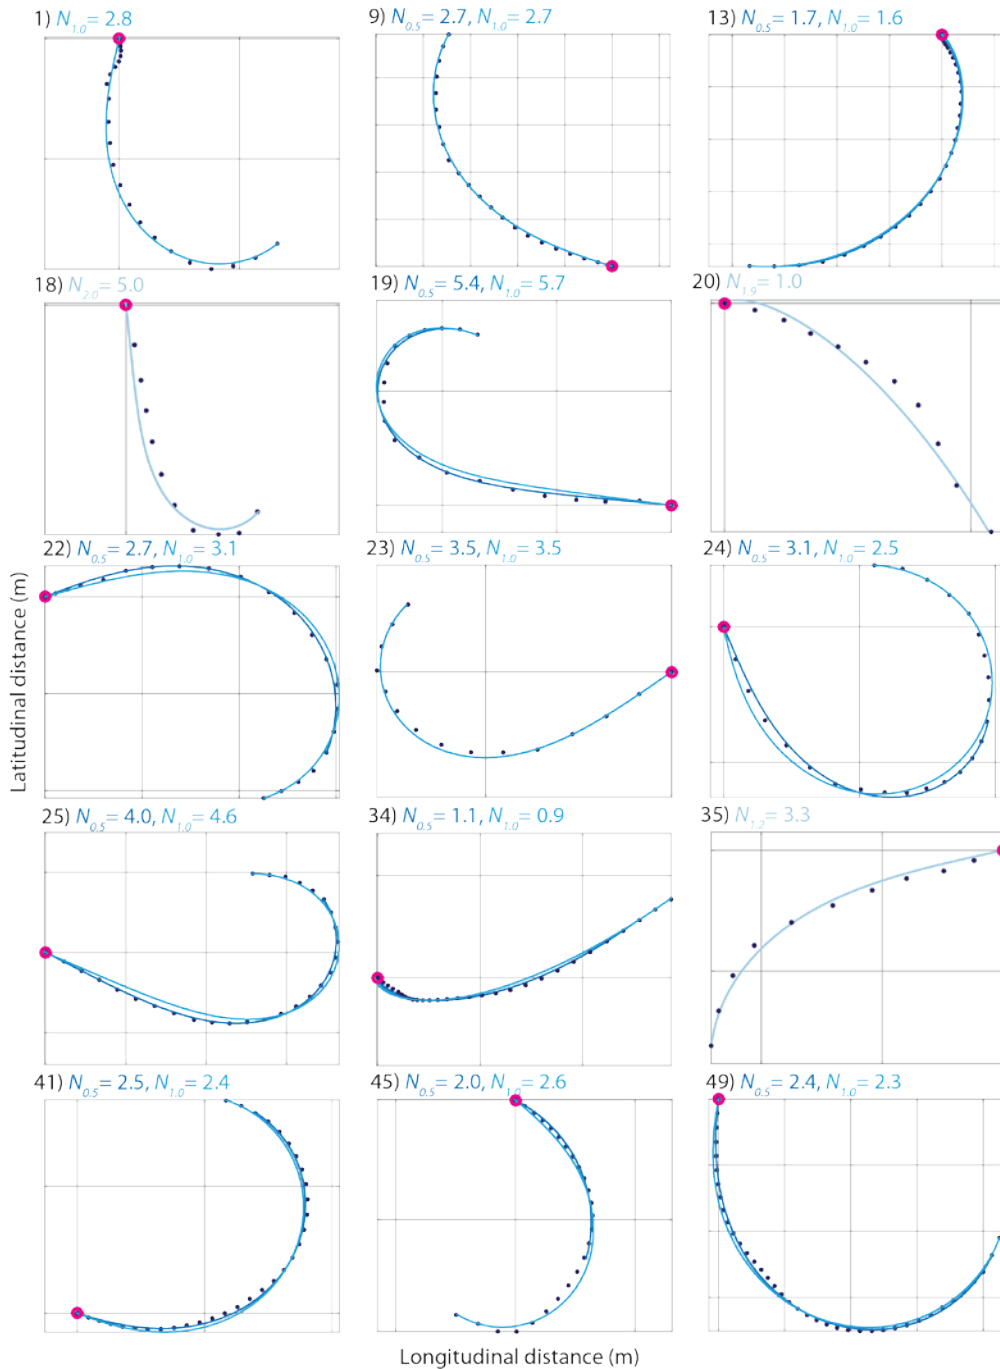 1) N1.0= 2.8
9) N0.5= 2.7, N1.0= 2.7
13) N0.5= 1.7, N1.0= 1.6
18) N2.0= 5.0
19) N0.5= 5.4, N1.0= 5.7
20) N1.9= 1.0
22) N0.5= 2.7, N1.0= 3.1
23) N0.5= 3.5, N1.0= 3.5
24) N0.5= 3.1, N1.0= 2.5
25) N0.5= 4.0, N1.0= 4.6
34) N0.5= 1.1, N1.0= 0.9
35) N1.2= 3.3
41) N0.5= 2.5, N1.0= 2.4
45) N0.5= 2.0, N1.0= 2.6
49) N0.5= 2.4, N1.0= 2.3
Latitudinal distance (m)
Longitudinal distance (m)